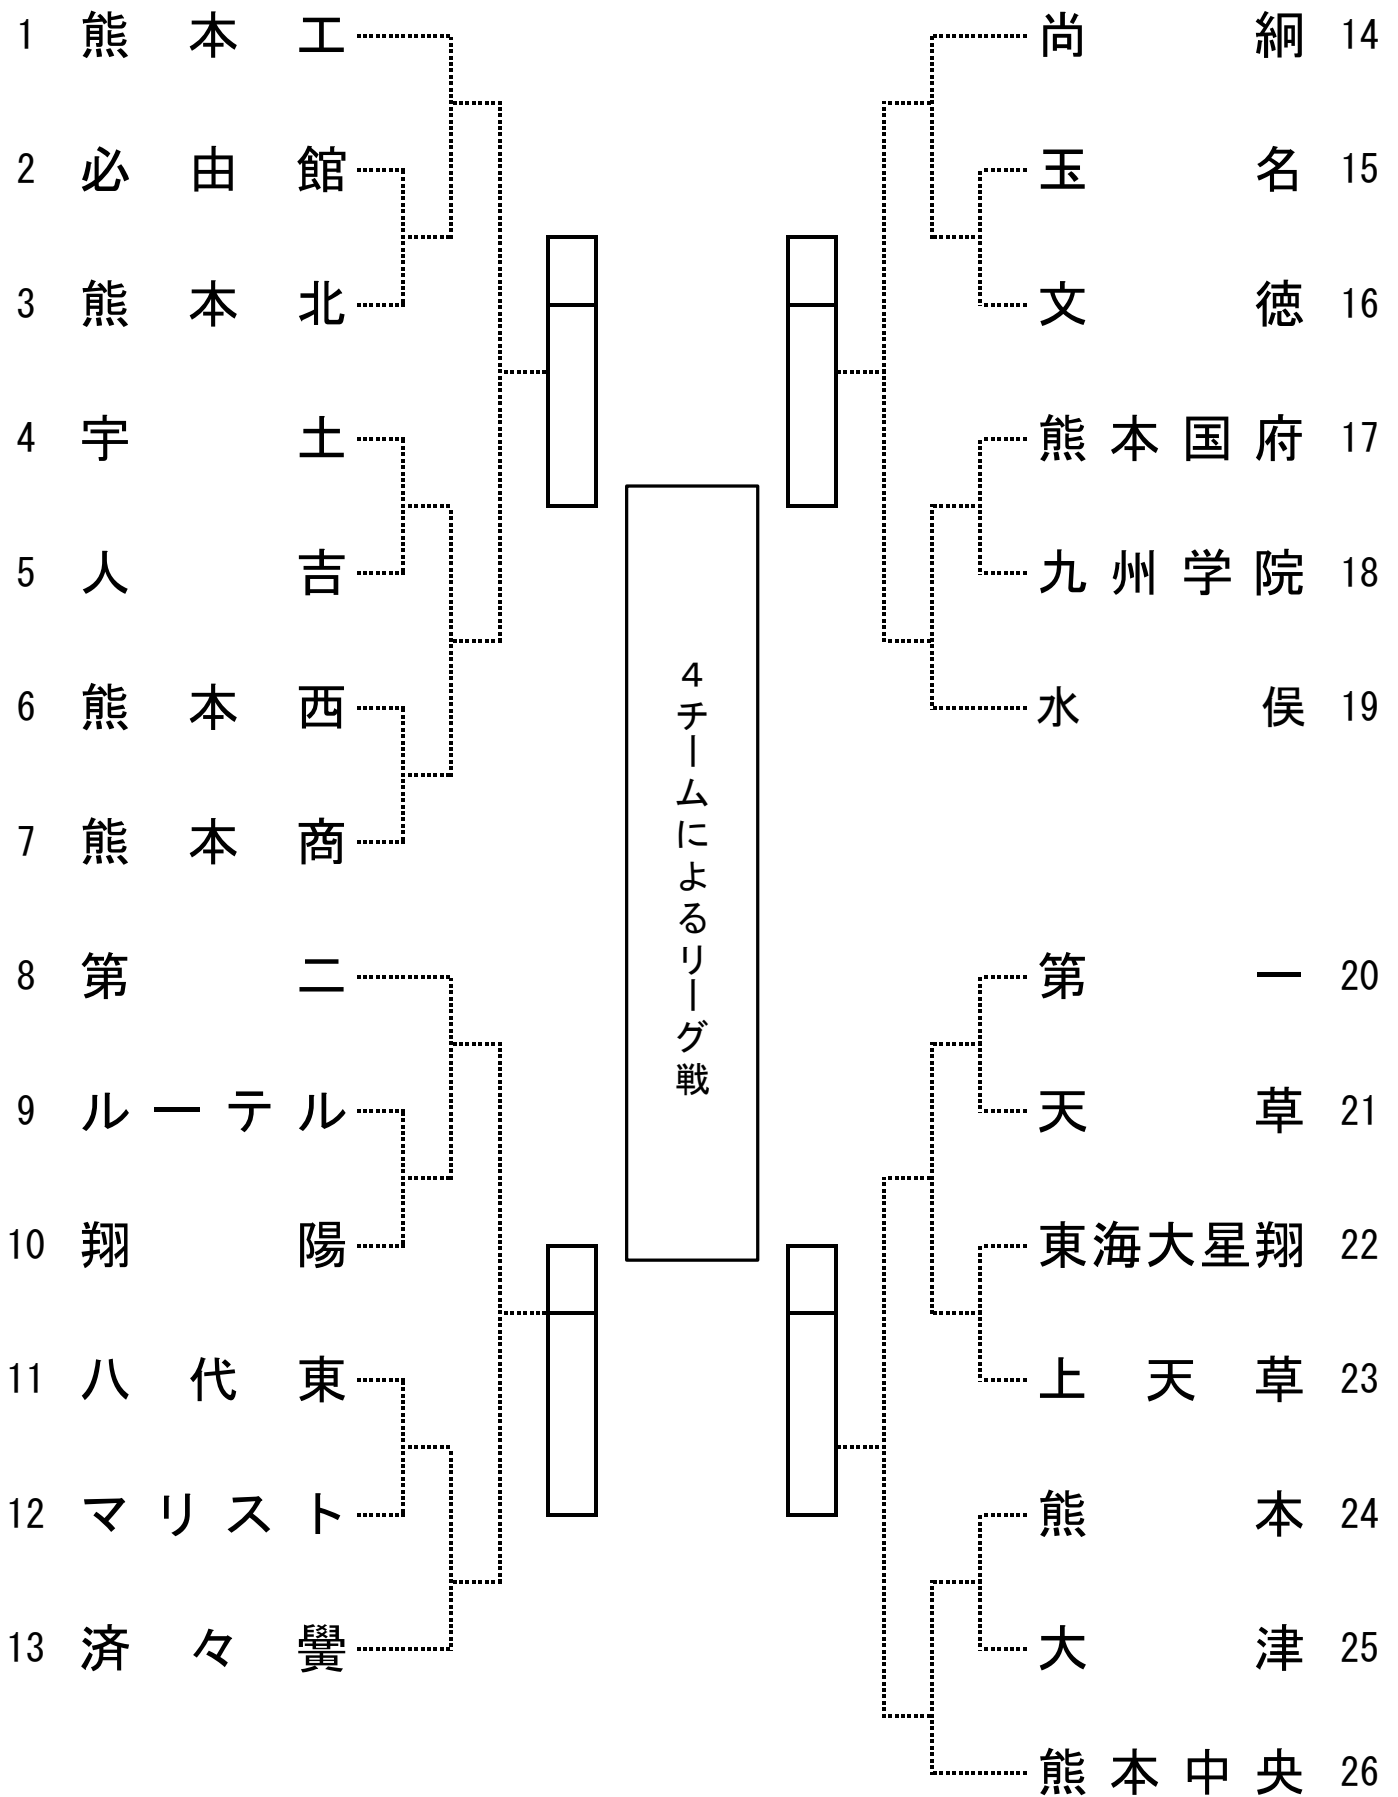 1 熊本工
2 必由館
3 熊本北
4 宇土
5 人吉
6 熊本西
7 熊本商
8 第二
9 ルーテル
10 翔陽
11 八代東
12 マリスト
13 済々黌
4チームによるリーグ戦
尚絅 14
玉名 15
文徳 16
熊本国府 17
九州学院 18
水俣 19
第一 20
天草 21
東海大星翔 22
上天草 23
熊本 24
大津 25
熊本中央 26